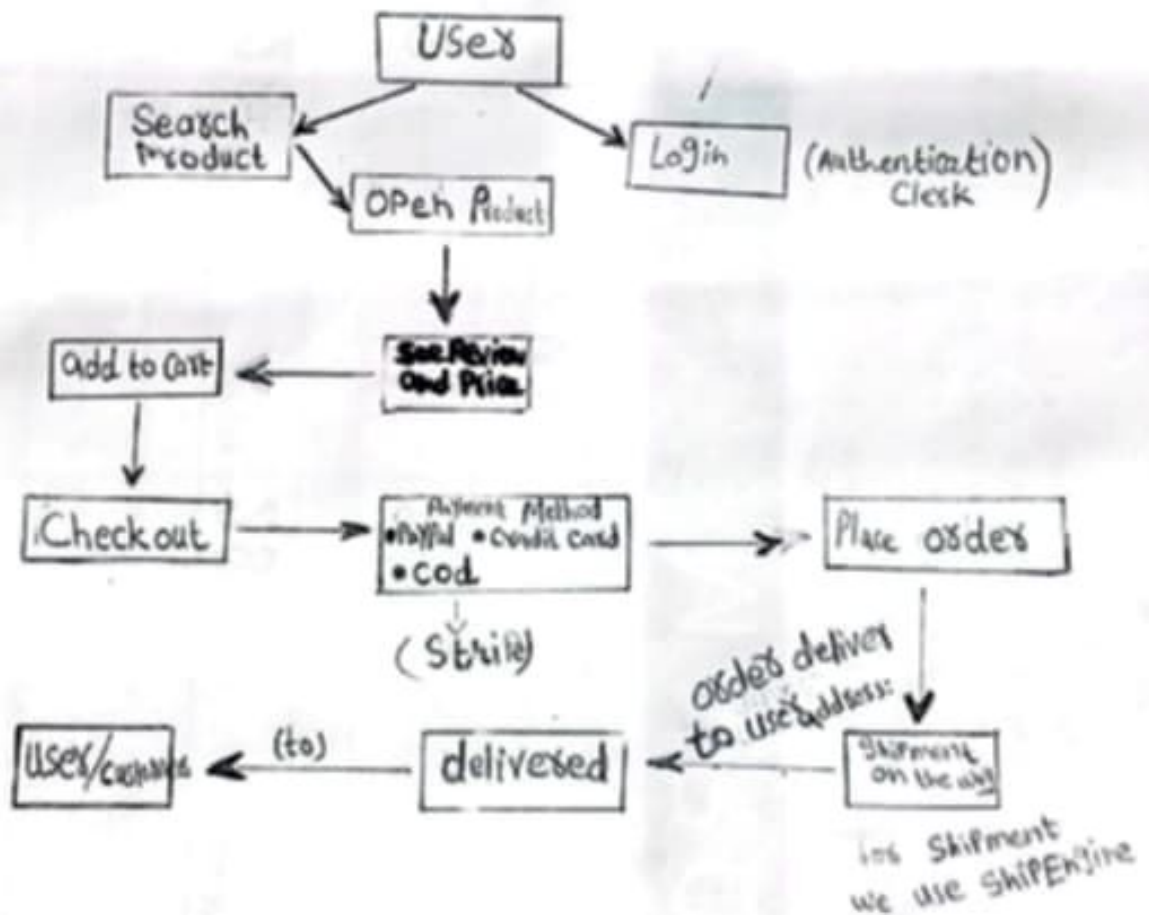 User
Search
Product
Login
(Authentication)
Clerk
Open Product
See Review
and Price
add to Cart
Checkout
Payment Method
• PayPal • Credit Card
• COD
(Stripe)
Place order
order deliver
to user address:
Shipment
on the way
delivered
(to)
User/Customer
for Shipment
we use ShipEngine